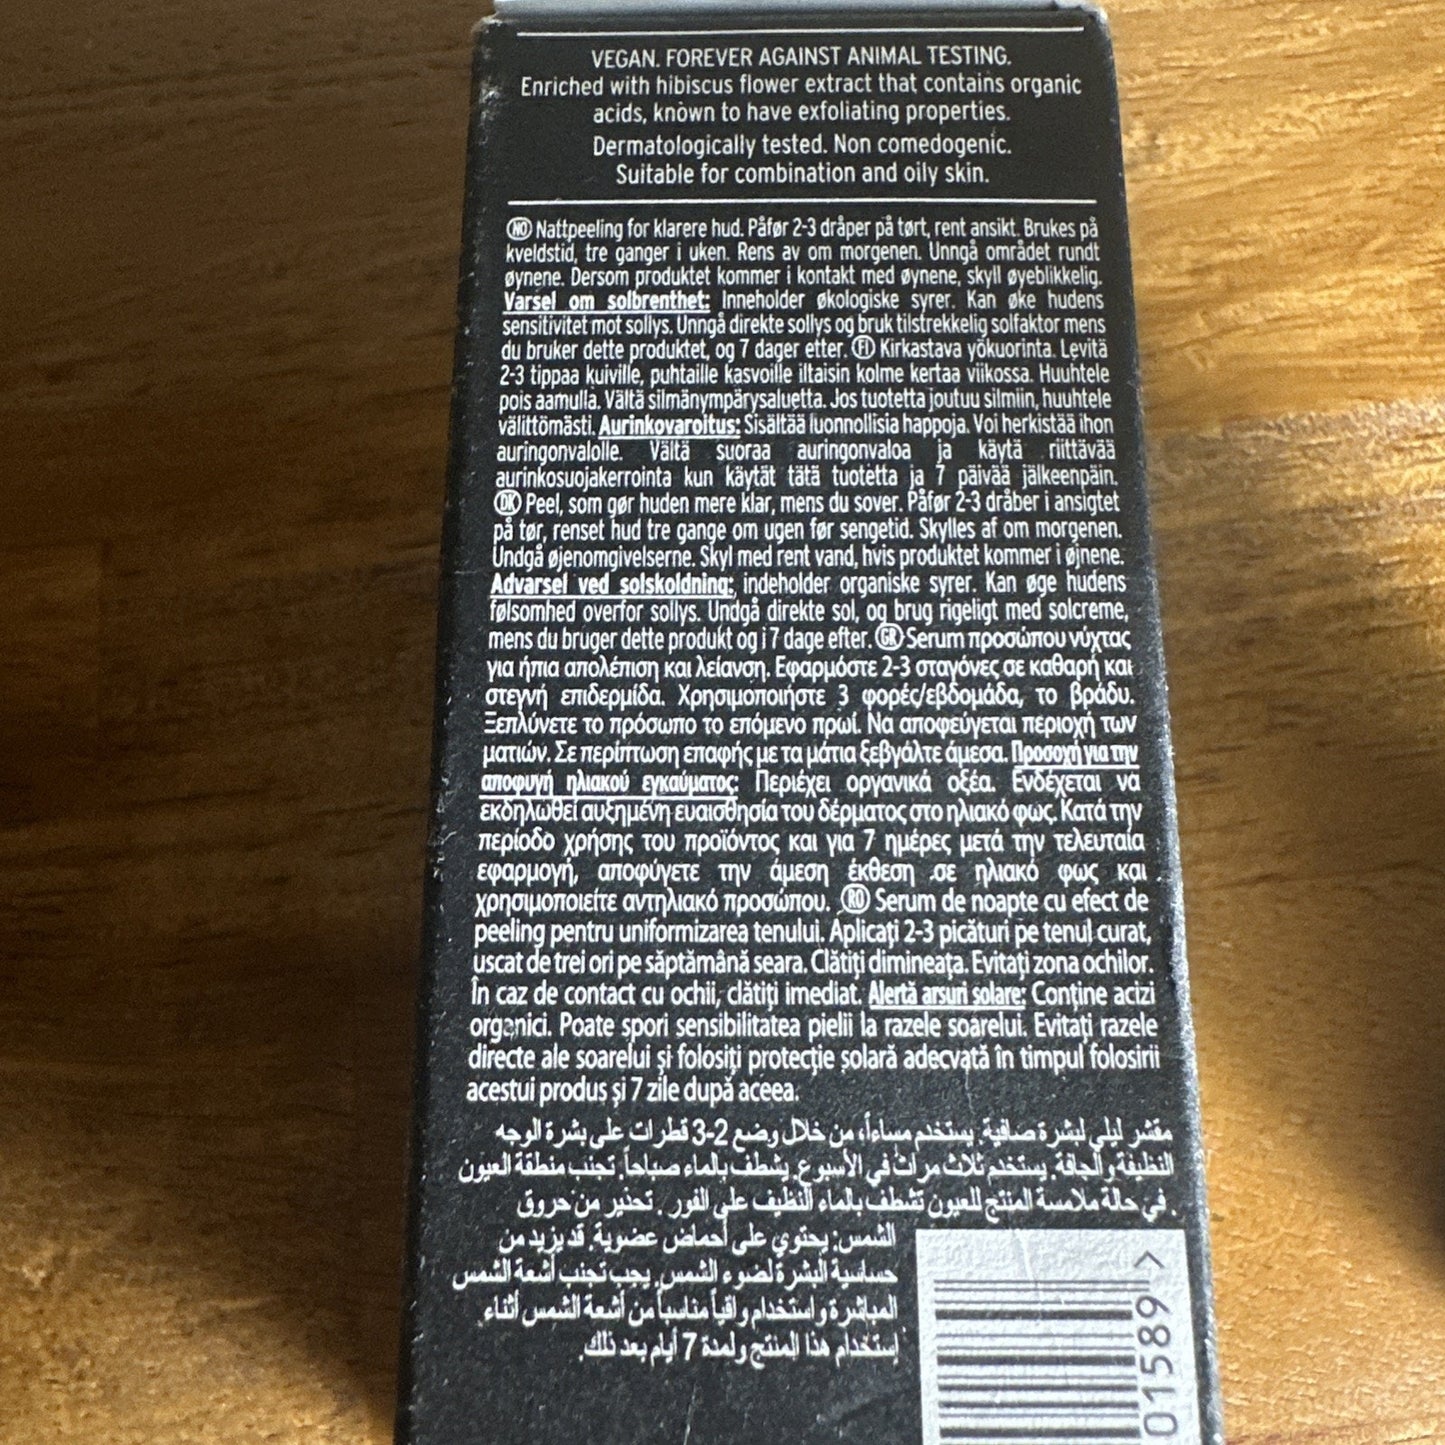 VEGAN. FOREVER AGAINST ANIMAL TESTING.
Enriched with hibiscus flower extract that contains organic
acids, known to have exfoliating properties.
Dermatologically tested. Non comedogenic.
Suitable for combination and oily skin.
NO Nattpeeling for klarere hud. Påfør 2-3 dråper på tørt, rent ansikt. Brukes på
kveldstid, tre ganger i uken. Rens av om morgenen. Unngå området rundt
øynene. Dersom produktet kommer i kontakt med øynene, skyll øyeblikkelig.
Varsel om solbrenthet: Inneholder økologiske syrer. Kan øke hudens
sensitivitet mot sollys. Unngå direkte sollys og bruk tilstrekkelig solfaktor mens
du bruker dette produktet, og 7 dager etter. FI Kirkastava yökuorinta. Levitä
2-3 tippaa kuiville, puhtaille kasvoille iltaisin kolme kertaa viikossa. Huuhtele
pois aamulla. Vältä silmänympärysaluetta. Jos tuotetta joutuu silmiin, huuhtele
välittömästi. Aurinkovaroitus: Sisältää luonnollisia happoja. Voi herkistää ihon
auringonvalolle. Vältä suoraa auringonvaloa ja käytä riittävää
aurinkosuojakerrointa kun käytät tätä tuotetta ja 7 päivää jälkeenpäin.
DK Peel, som gør huden mere klar, mens du sover. Påfør 2-3 dråber i ansigtet
på tør, renset hud tre gange om ugen før sengetid. Skylles af om morgenen.
Undgå øjenomgivelserne. Skyl med rent vand, hvis produktet kommer i øjnene.
Advarsel ved solskoldning: indeholder organiske syrer. Kan øge hudens
følsomhed overfor sollys. Undgå direkte sol, og brug rigeligt med solcreme,
mens du bruger dette produkt og i 7 dage efter. GR Serum προσώπου νύχτας
για ήπια απολέπιση και λείανση. Εφαρμόστε 2-3 σταγόνες σε καθαρή και
στεγνή επιδερμίδα. Χρησιμοποιήστε 3 φορές/εβδομάδα, το βράδυ.
Ξεπλύνετε το πρόσωπο το επόμενο πρωί. Να αποφεύγεται περιοχή των
ματιών. Σε περίπτωση επαφής με τα μάτια ξεβγάλτε άμεσα. Προσοχή για την
αποφυγή ηλιακού εγκαύματος: Περιέχει οργανικά οξέα. Ενδέχεται να
εκδηλωθεί αυξημένη ευαισθησία του δέρματος στο ηλιακό φως. Κατά την
περίοδο χρήσης του προϊόντος και για 7 ημέρες μετά την τελευταία
εφαρμογή, αποφύγετε την άμεση έκθεση σε ηλιακό φως και
χρησιμοποιείτε αντηλιακό προσώπου. RO Serum de noapte cu efect de
peeling pentru uniformizarea tenului. Aplicați 2-3 picături pe tenul curat,
uscat de trei ori pe săptămână seara. Clătiți dimineața. Evitați zona ochilor.
În caz de contact cu ochii, clătiți imediat. Alertă arsuri solare: Conține acizi
organici. Poate spori sensibilitatea pielii la razele soarelui. Evitați razele
directe ale soarelui și folosiți protecție solară adecvată în timpul folosirii
acestui produs și 7 zile după aceea.
مقشر ليلي لبشرة صافية. يستخدم مساءاً، من خلال وضع 2-3 قطرات على بشرة الوجه
النظيفة والجافة. يستخدم ثلاث مرات في الأسبوع. يشطف بالماء صباحاً. تجنب منطقة العيون
. في حالة ملامسة المنتج للعيون تشطف بالماء النظيف على الفور . تحذير من حروق
الشمس: يحتوي على أحماض عضوية. قد يزيد من
حساسية البشرة لضوء الشمس. يجب تجنب أشعة الشمس
المباشرة واستخدام واقياً مناسباً من أشعة الشمس أثناء
إستخدام هذا المنتج ولمدة 7 أيام بعد ذلك.
01589 >